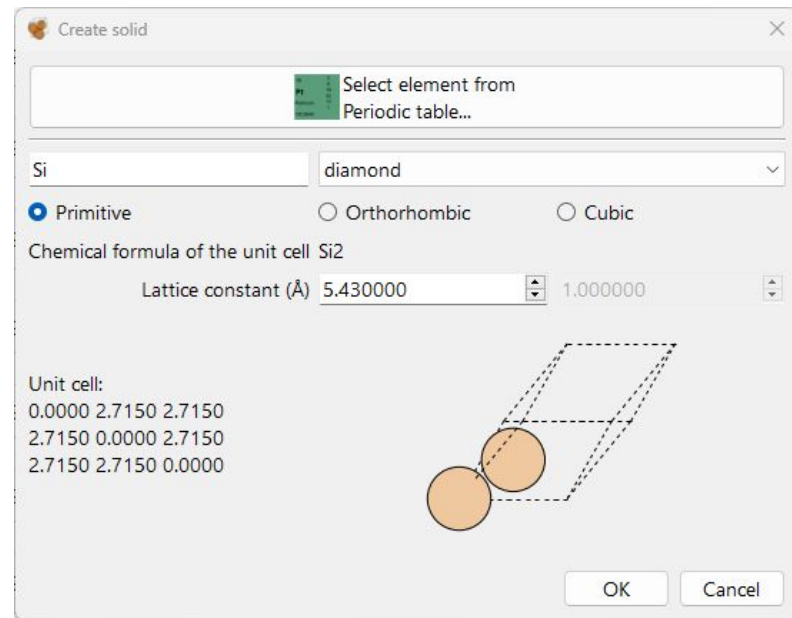 Create solid
Pt
Select element from
Periodic table...
Si
diamond
Primitive
Orthorhombic
Cubic
Chemical formula of the unit cell Si2
Lattice constant (Å) 5.430000
1.000000
Unit cell:
0.0000 2.7150 2.7150
2.7150 0.0000 2.7150
2.7150 2.7150 0.0000
OK
Cancel